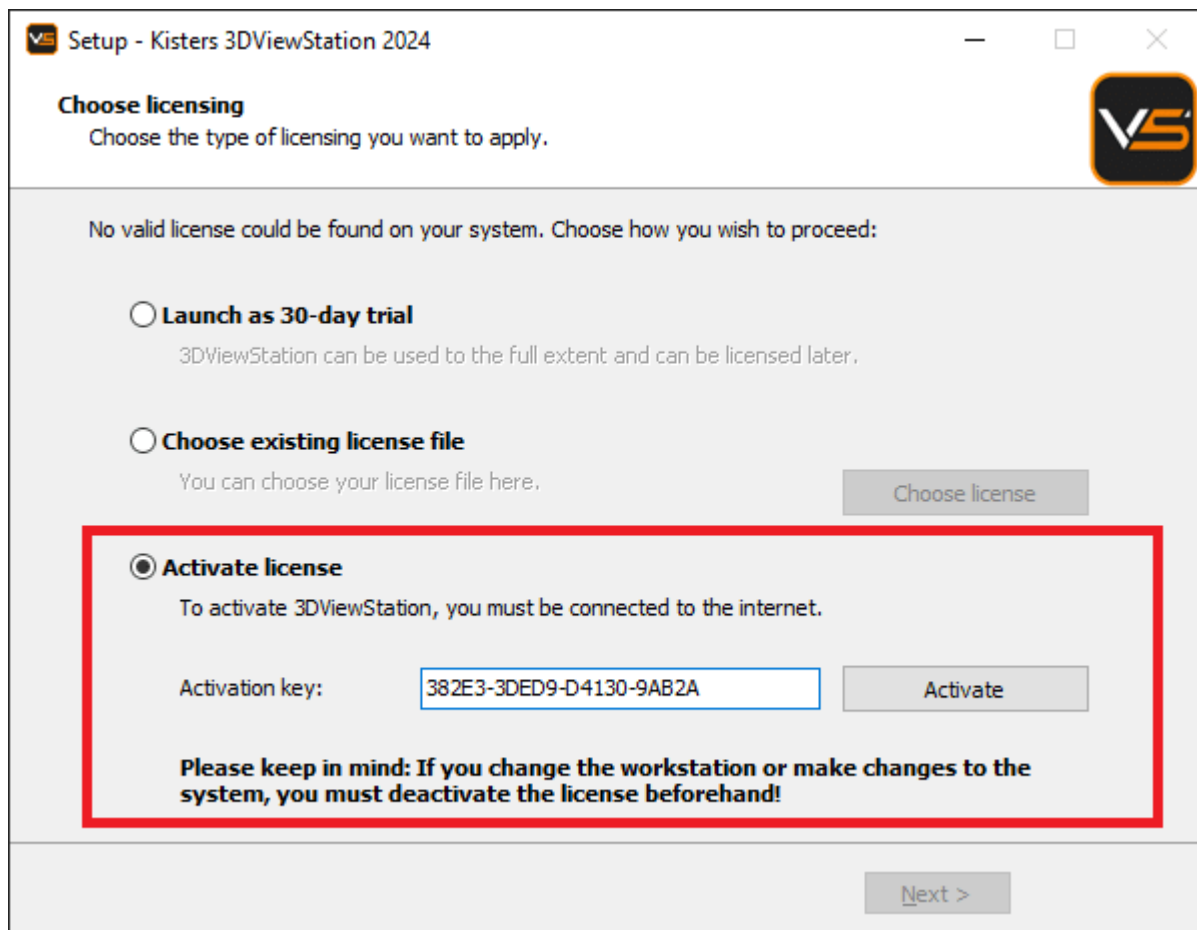 VS Setup - Kisters 3DViewStation 2024
Choose licensing
Choose the type of licensing you want to apply.
VS
No valid license could be found on your system. Choose how you wish to proceed:
Launch as 30-day trial
3DViewStation can be used to the full extent and can be licensed later.
Choose existing license file
You can choose your license file here.
Choose license
Activate license
To activate 3DViewStation, you must be connected to the internet.
Activation key: 382E3-3DED9-D4130-9AB2A Activate
Please keep in mind: If you change the workstation or make changes to the
system, you must deactivate the license beforehand!
Next >